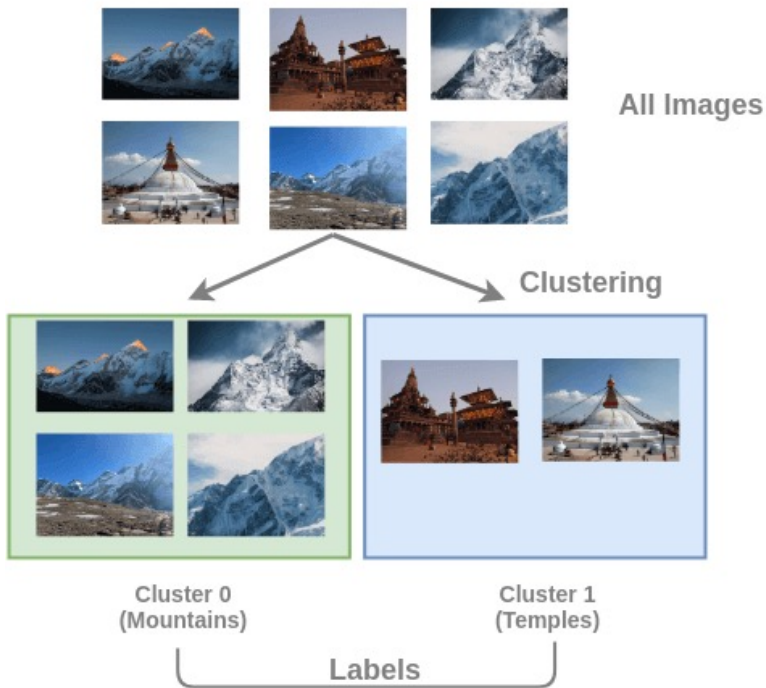 All Images
Clustering
Cluster 0
(Mountains)
Cluster 1
(Temples)
Labels